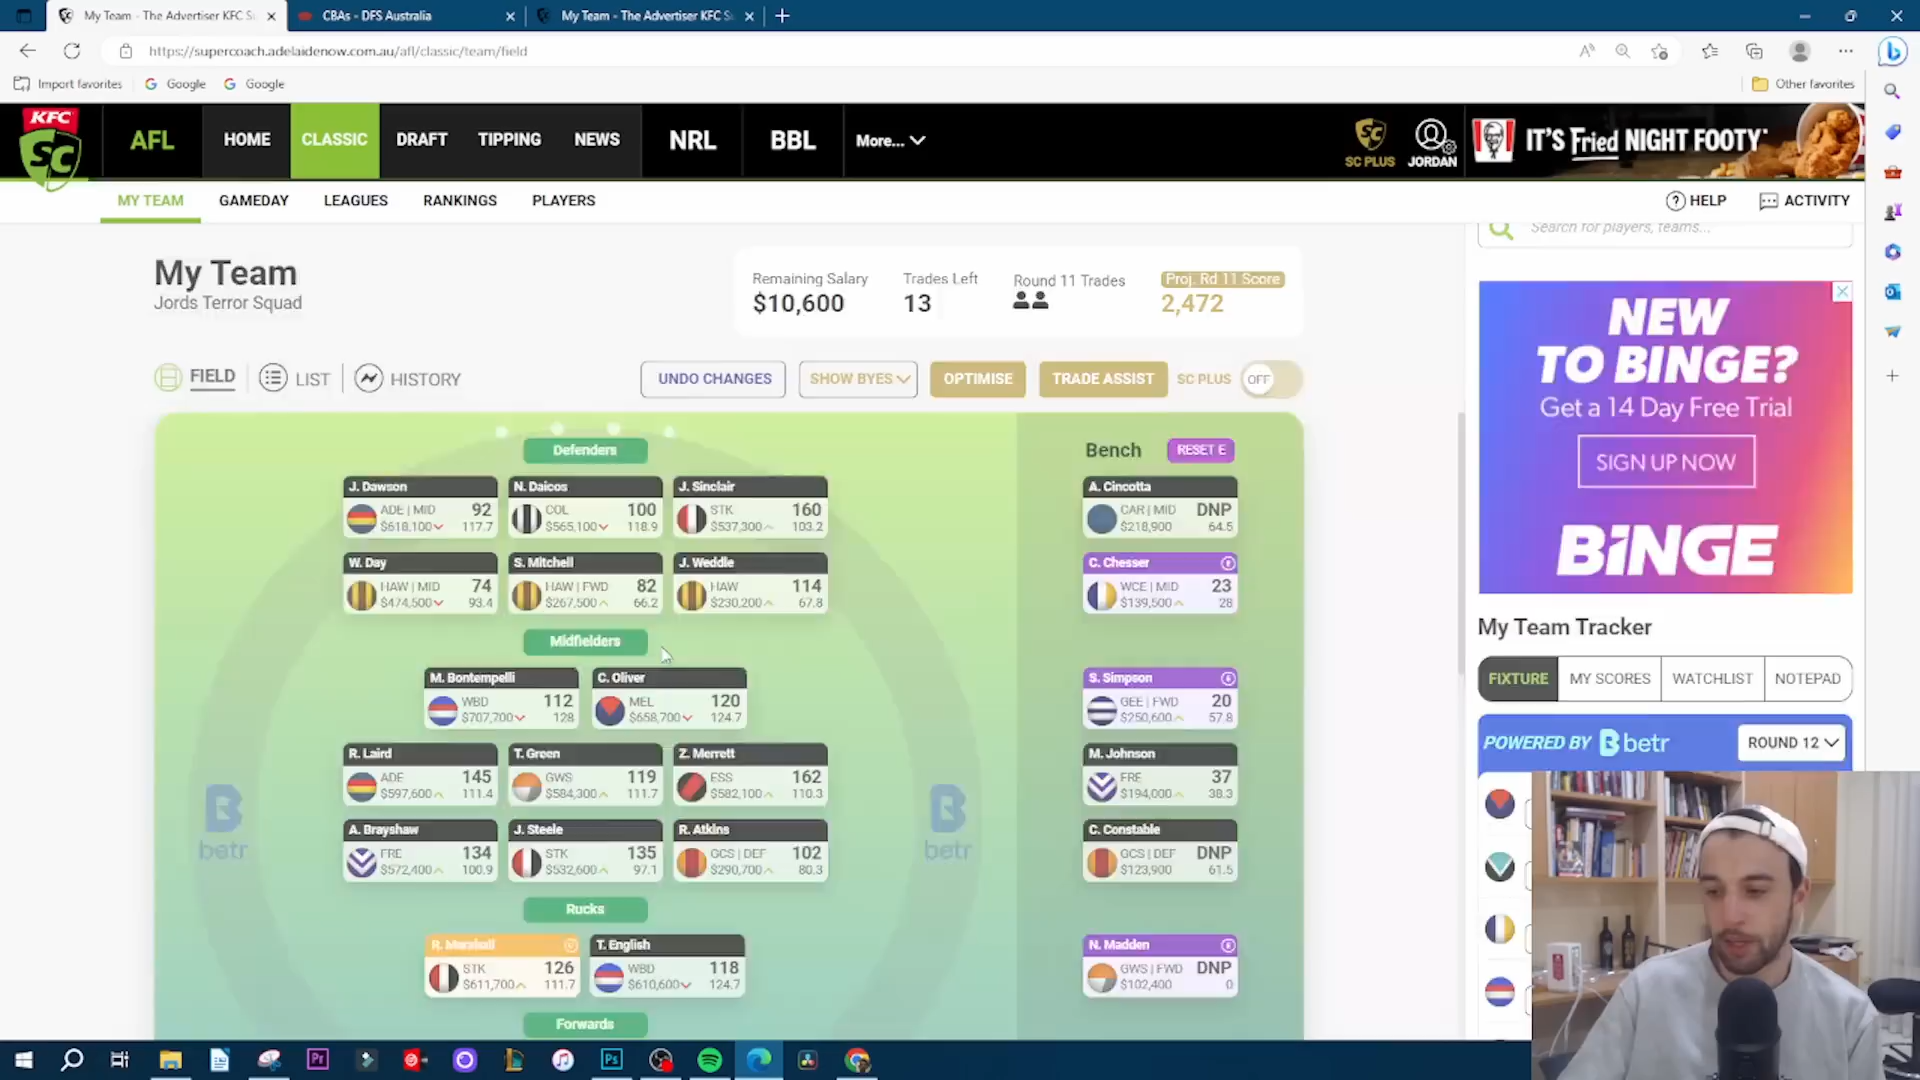 My Team - The Advertiser KFC Su
CBAs - DFS Australia
My Team - The Advertiser KFC Su
https://supercoach.adelaidenow.com.au/afl/classic/team/field
Import favorites
Google
Google
Other favorites
KFC
SC
AFL
HOME
CLASSIC
DRAFT
TIPPING
NEWS
NRL
BBL
More...
SC PLUS
JORDAN
IT'S Fried NIGHT FOOTY
MY TEAM
GAMEDAY
LEAGUES
RANKINGS
PLAYERS
HELP
ACTIVITY
My Team
Jords Terror Squad
Remaining Salary
$10,600
Trades Left
13
Round 11 Trades
Proj. Rd 11 Score
2,472
Search for players, teams...
FIELD
LIST
HISTORY
UNDO CHANGES
SHOW BYES
OPTIMISE
TRADE ASSIST
SC PLUS
OFF
NEW
TO BINGE?
Get a 14 Day Free Trial
SIGN UP NOW
BINGE
Defenders
Bench
RESET E
J. Dawson
ADE | MID 92
$618,100 117.7
N. Daicos
COL 100
$565,100 118.9
J. Sinclair
STK 160
$537,300 103.2
A. Cincotta
CAR | MID DNP
$218,900 64.5
W. Day
HAW | MID 74
$474,500 93.4
S. Mitchell
HAW | FWD 82
$267,500 66.2
J. Weddle
HAW 114
$230,200 67.8
C. Chesser
WCE | MID 23
$139,500 28
Midfielders
M. Bontempelli
WBD 112
$707,700 128
C. Oliver
MEL 120
$658,700 124.7
S. Simpson
GEE | FWD 20
$250,600 57.8
R. Laird
ADE 145
$597,600 111.4
T. Green
GWS 119
$584,300 111.7
Z. Merrett
ESS 162
$582,100 110.3
M. Johnson
FRE 37
$194,000 38.3
A. Brayshaw
FRE 134
$572,400 100.9
J. Steele
STK 135
$532,600 97.1
R. Atkins
GCS | DEF 102
$290,700 80.3
C. Constable
GCS | DEF DNP
$123,900 61.5
betr
betr
Rucks
R. Marshall
STK 126
$611,700 111.7
T. English
WBD 118
$610,600 124.7
N. Madden
GWS | FWD DNP
$102,400 0
Forwards
My Team Tracker
FIXTURE
MY SCORES
WATCHLIST
NOTEPAD
POWERED BY betr
ROUND 12